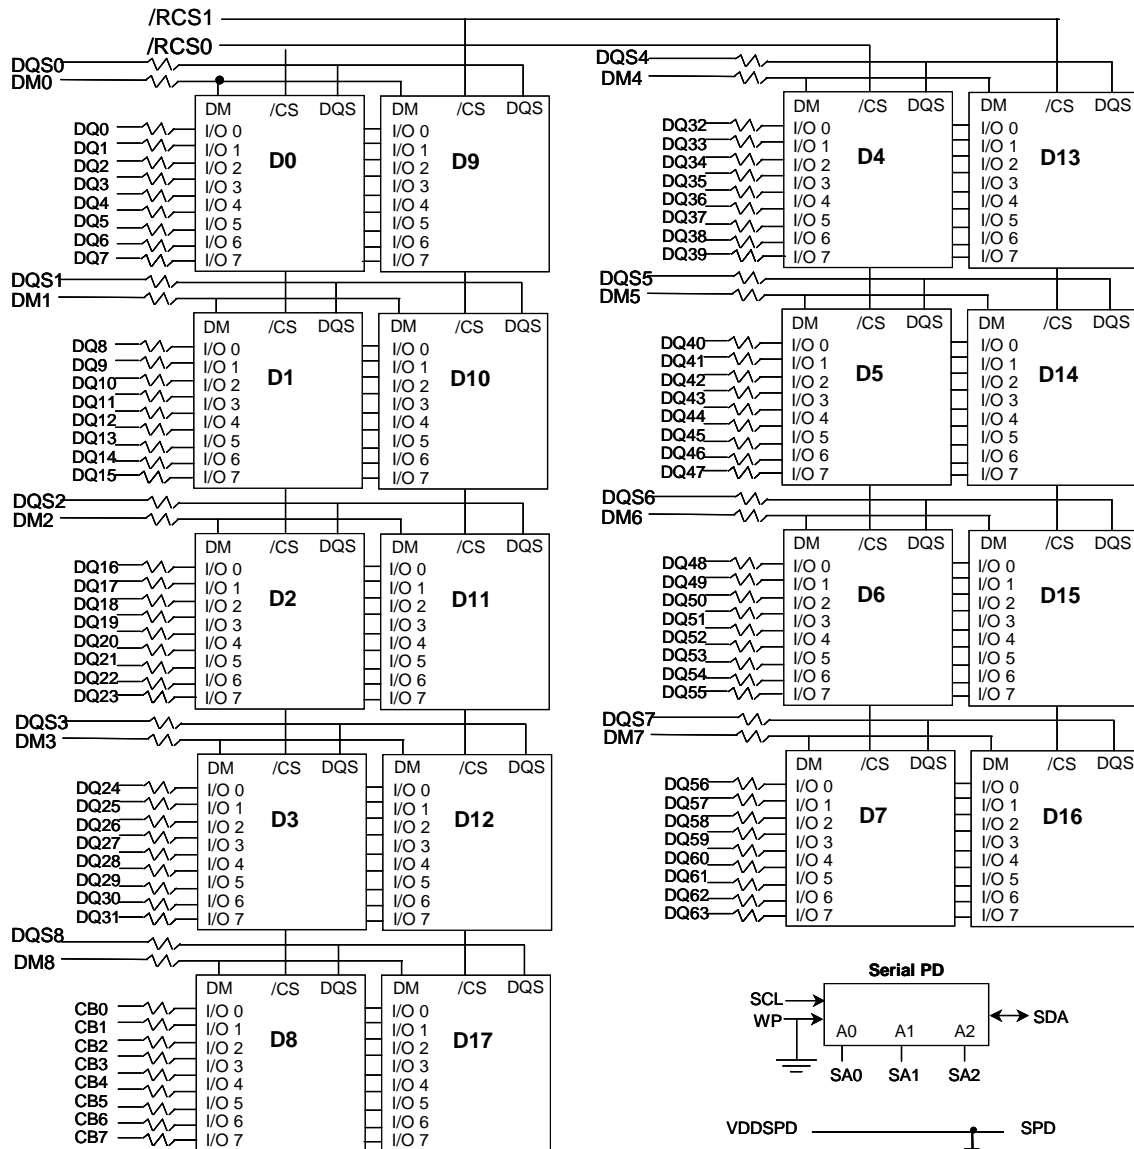 /RCS1
/RCS0
DQS0
DM0
DM /CS DQS DM /CS DQS
DQ0 I/O 0 I/O 0
DQ1 I/O 1 I/O 1
DQ2 I/O 2 D0 I/O 2 D9
DQ3 I/O 3 I/O 3
DQ4 I/O 4 I/O 4
DQ5 I/O 5 I/O 5
DQ6 I/O 6 I/O 6
DQ7 I/O 7 I/O 7
DQS1
DM1
DM /CS DQS DM /CS DQS
DQ8 I/O 0 I/O 0
DQ9 I/O 1 I/O 1
DQ10 I/O 2 D1 I/O 2 D10
DQ11 I/O 3 I/O 3
DQ12 I/O 4 I/O 4
DQ13 I/O 5 I/O 5
DQ14 I/O 6 I/O 6
DQ15 I/O 7 I/O 7
DQS2
DM2
DM /CS DQS DM /CS DQS
DQ16 I/O 0 I/O 0
DQ17 I/O 1 I/O 1
DQ18 I/O 2 D2 I/O 2 D11
DQ19 I/O 3 I/O 3
DQ20 I/O 4 I/O 4
DQ21 I/O 5 I/O 5
DQ22 I/O 6 I/O 6
DQ23 I/O 7 I/O 7
DQS3
DM3
DM /CS DQS DM /CS DQS
DQ24 I/O 0 I/O 0
DQ25 I/O 1 I/O 1
DQ26 I/O 2 D3 I/O 2 D12
DQ27 I/O 3 I/O 3
DQ28 I/O 4 I/O 4
DQ29 I/O 5 I/O 5
DQ30 I/O 6 I/O 6
DQ31 I/O 7 I/O 7
DQS8
DM8
DM /CS DQS DM /CS DQS
CB0 I/O 0 I/O 0
CB1 I/O 1 I/O 1
CB2 I/O 2 D8 I/O 2 D17
CB3 I/O 3 I/O 3
CB4 I/O 4 I/O 4
CB5 I/O 5 I/O 5
CB6 I/O 6 I/O 6
CB7 I/O 7 I/O 7
DQS4
DM4
DM /CS DQS DM /CS DQS
DQ32 I/O 0 I/O 0
DQ33 I/O 1 I/O 1
DQ34 I/O 2 D4 I/O 2 D13
DQ35 I/O 3 I/O 3
DQ36 I/O 4 I/O 4
DQ37 I/O 5 I/O 5
DQ38 I/O 6 I/O 6
DQ39 I/O 7 I/O 7
DQS5
DM5
DM /CS DQS DM /CS DQS
DQ40 I/O 0 I/O 0
DQ41 I/O 1 I/O 1
DQ42 I/O 2 D5 I/O 2 D14
DQ43 I/O 3 I/O 3
DQ44 I/O 4 I/O 4
DQ45 I/O 5 I/O 5
DQ46 I/O 6 I/O 6
DQ47 I/O 7 I/O 7
DQS6
DM6
DM /CS DQS DM /CS DQS
DQ48 I/O 0 I/O 0
DQ49 I/O 1 I/O 1
DQ50 I/O 2 D6 I/O 2 D15
DQ51 I/O 3 I/O 3
DQ52 I/O 4 I/O 4
DQ53 I/O 5 I/O 5
DQ54 I/O 6 I/O 6
DQ55 I/O 7 I/O 7
DQS7
DM7
DM /CS DQS DM /CS DQS
DQ56 I/O 0 I/O 0
DQ57 I/O 1 I/O 1
DQ58 I/O 2 D7 I/O 2 D16
DQ59 I/O 3 I/O 3
DQ60 I/O 4 I/O 4
DQ61 I/O 5 I/O 5
DQ62 I/O 6 I/O 6
DQ63 I/O 7 I/O 7
Serial PD
SCL
WP SDA
A0 A1 A2
SA0 SA1 SA2
VDDSPD SPD